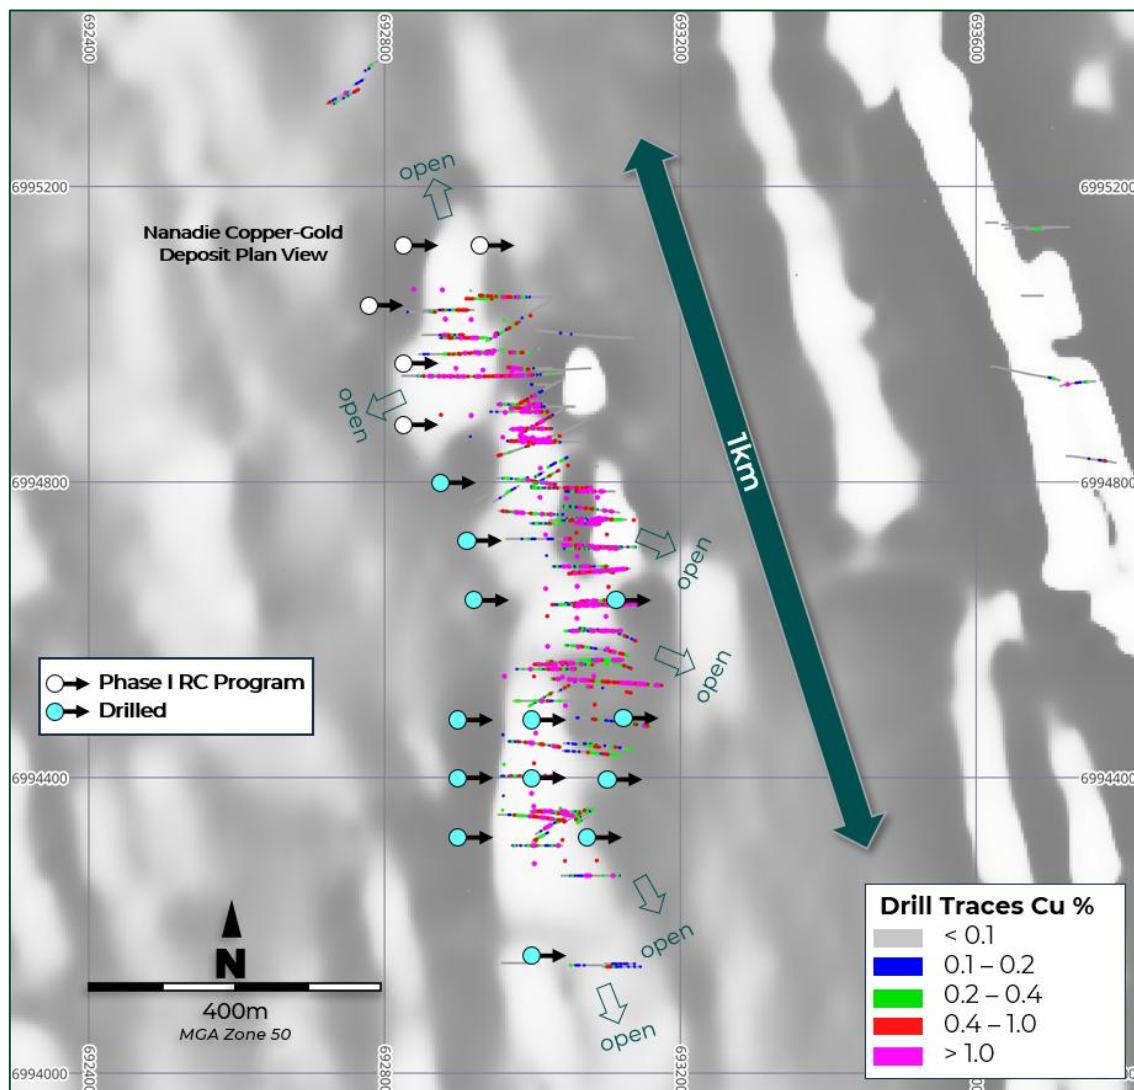 692400
692800
693200
693600
open
6995200
6995200
Nanadie Copper-Gold
Deposit Plan View
open
1km
6994800
6994800
open
open
Phase I RC Program
Drilled
6994400
6994400
Drill Traces Cu %
< 0.1
0.1 – 0.2
0.2 – 0.4
0.4 – 1.0
> 1.0
open
N
400m
MGA Zone 50
open
6994000
6994000
692400
692800
693200